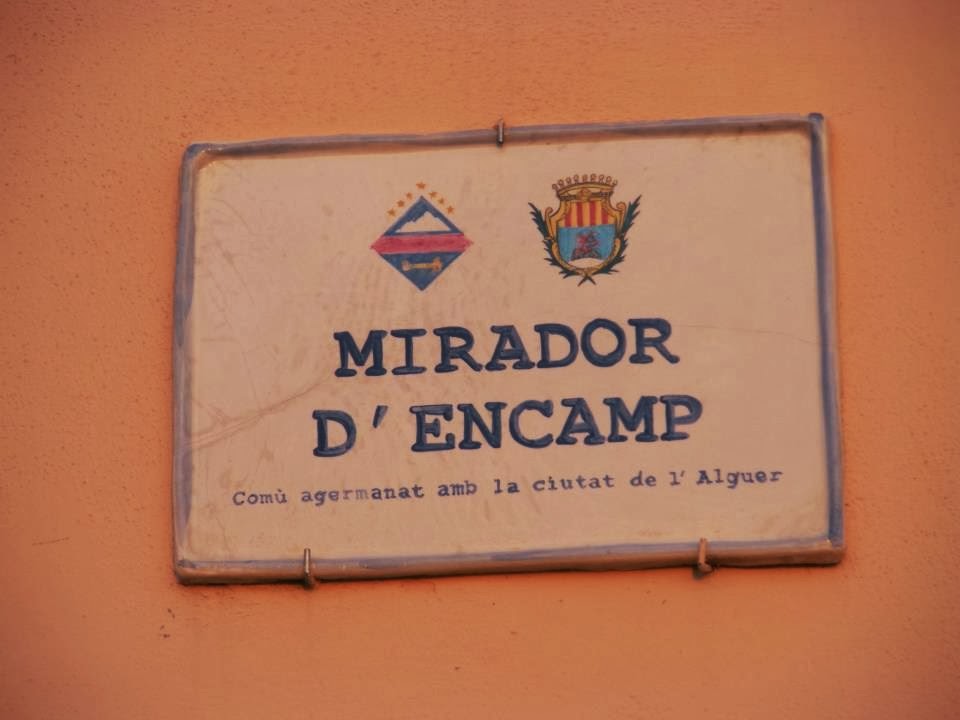 MIRADOR
D'ENCAMP
Comù agermanat amb la ciutat de l'Alguer